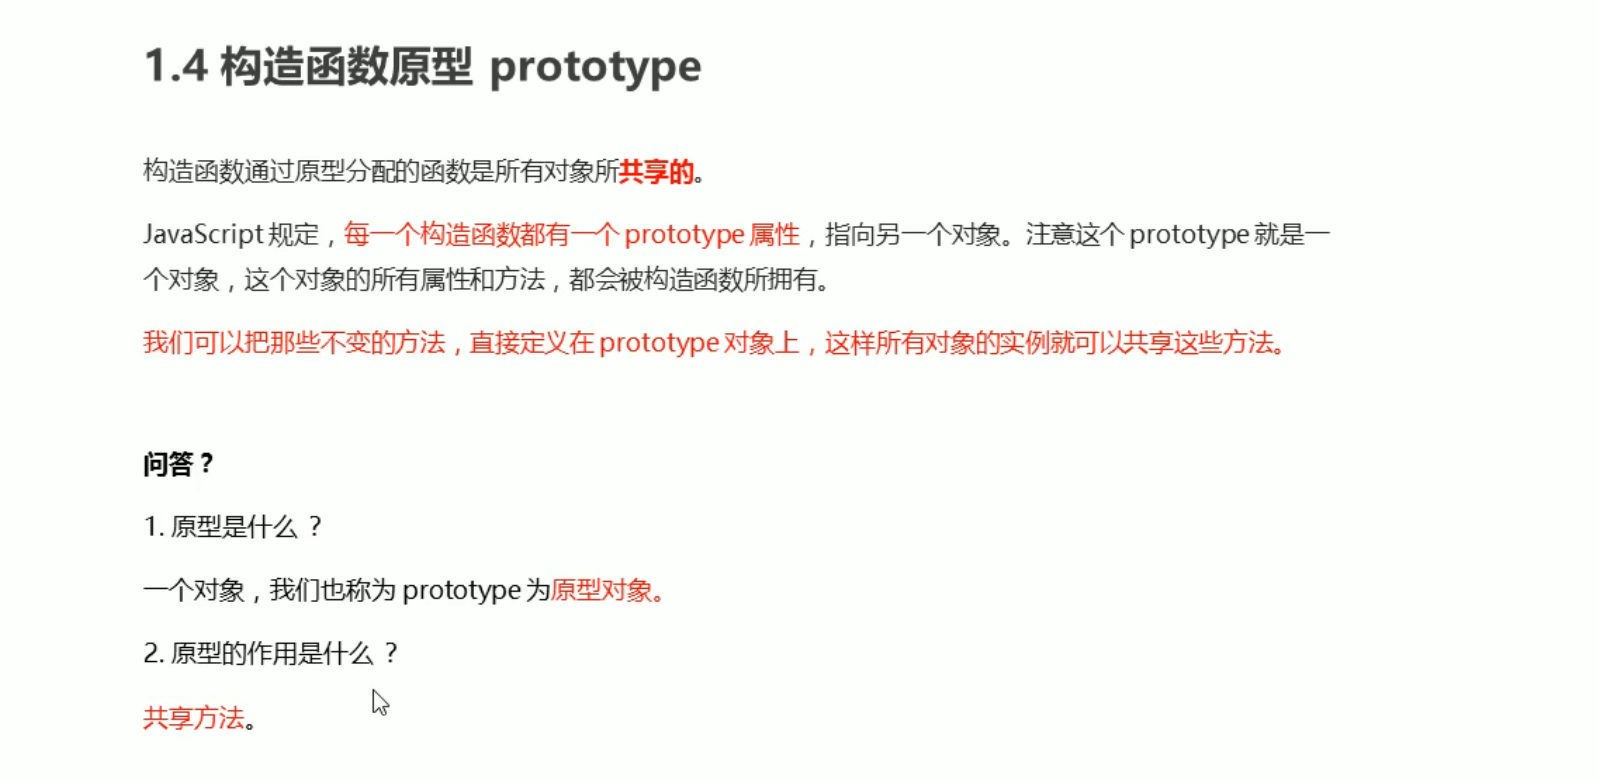 1.4 构造函数原型 prototype
构造函数通过原型分配的函数是所有对象所共享的。
JavaScript 规定，每一个构造函数都有一个 prototype 属性，指向另一个对象。注意这个 prototype 就是一
个对象，这个对象的所有属性和方法，都会被构造函数所拥有。
我们可以把那些不变的方法，直接定义在 prototype 对象上，这样所有对象的实例就可以共享这些方法。
问答？
1. 原型是什么 ？
一个对象，我们也称为 prototype 为原型对象。
2. 原型的作用是什么 ？
共享方法。